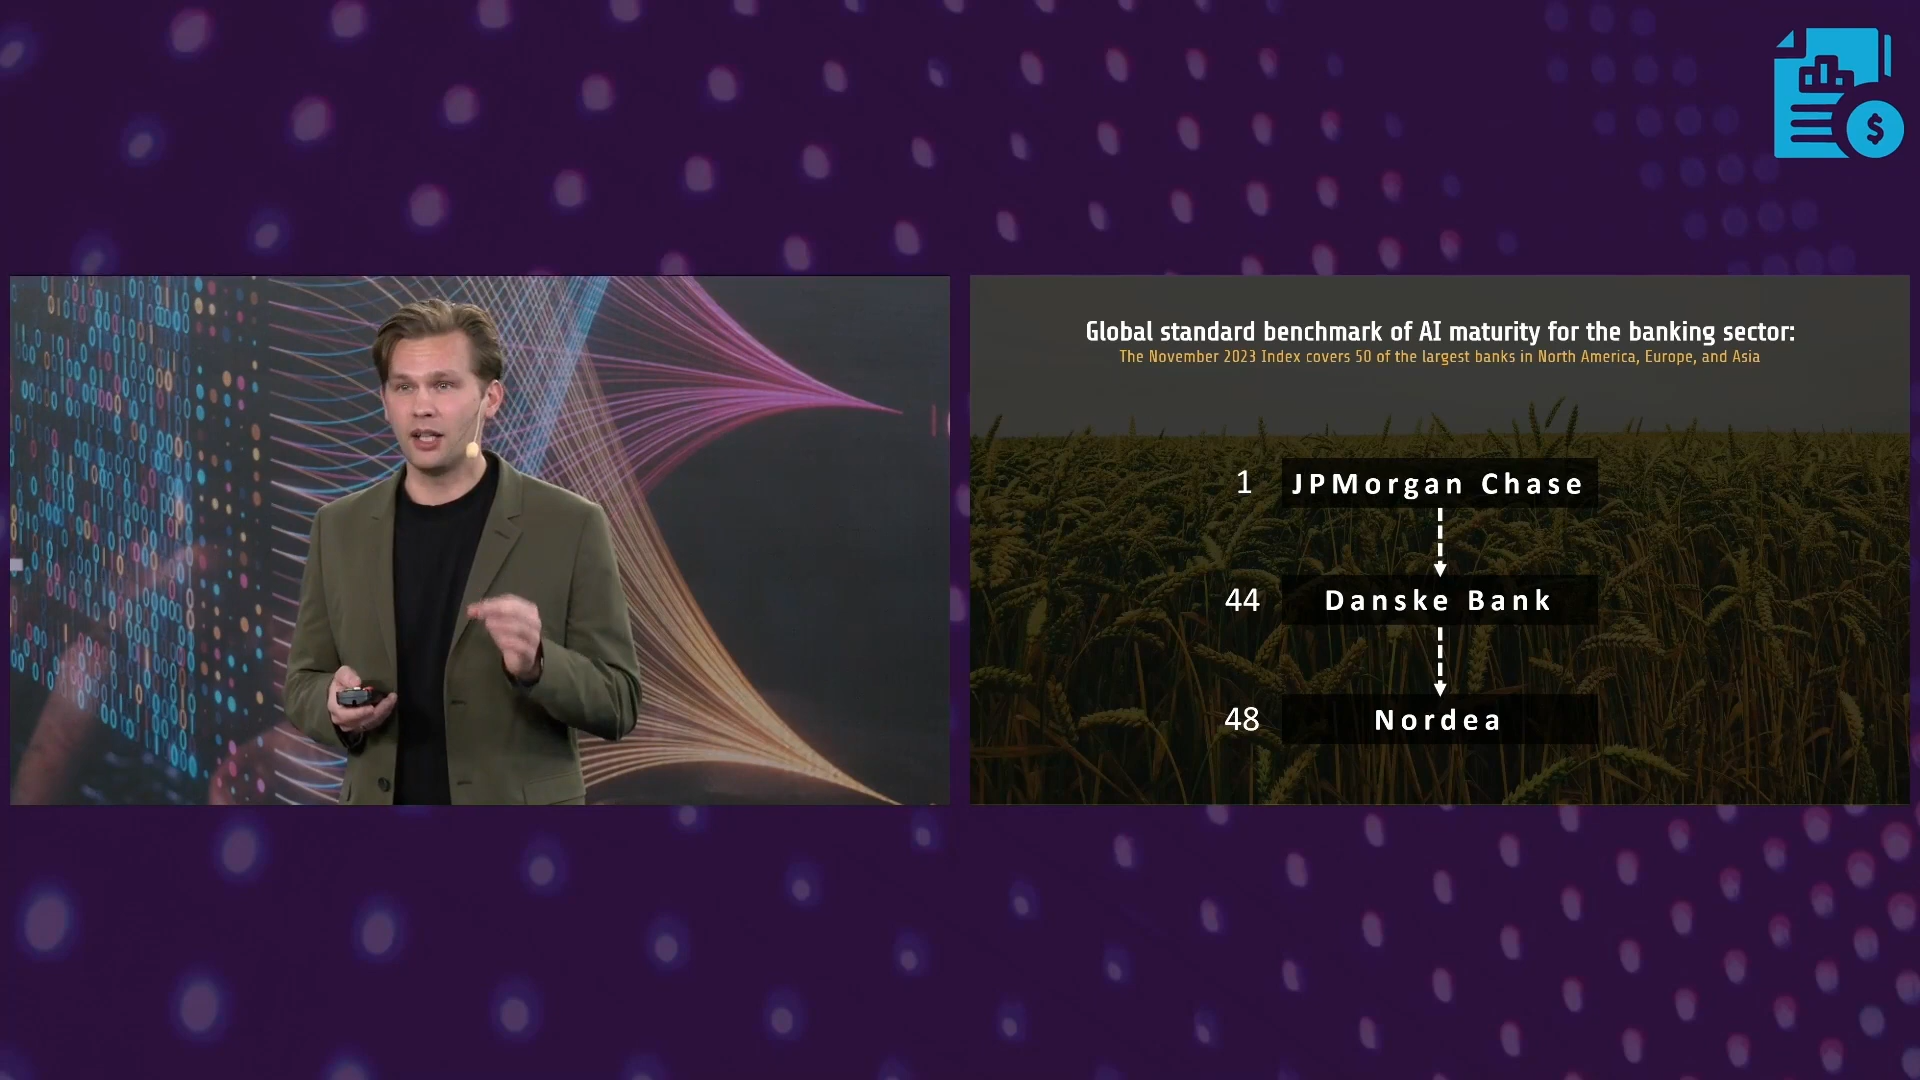 Global standard benchmark of AI maturity for the banking sector:
The November 2023 Index covers 50 of the largest banks in North America, Europe, and Asia
1 JPMorgan Chase
44 Danske Bank
48 Nordea
$